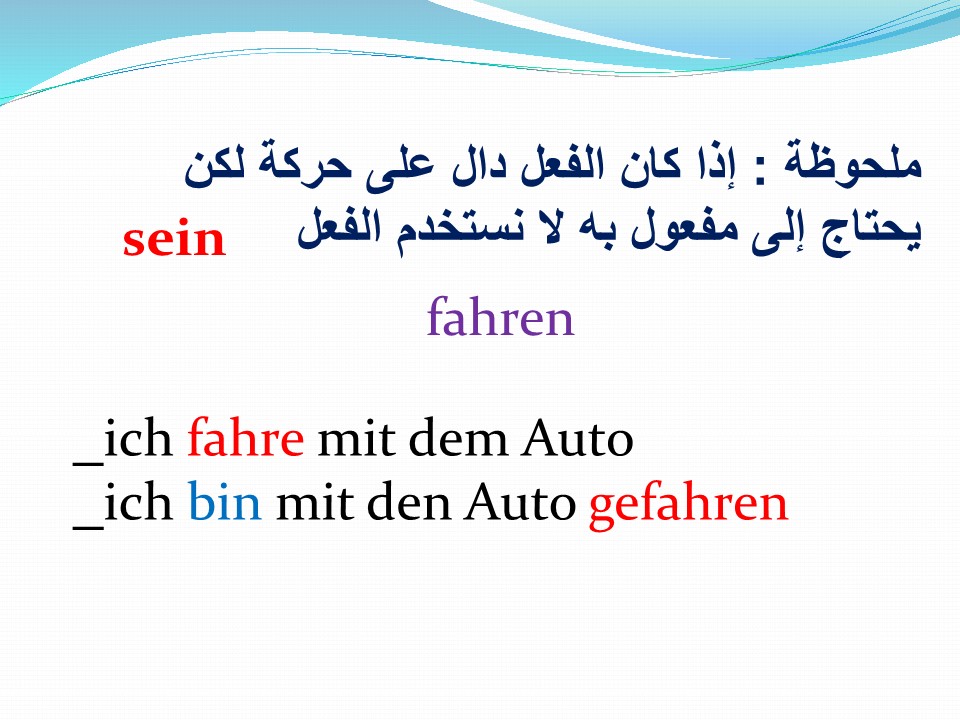 ملحوظة : إذا كان الفعل دال على حركة لكن
يحتاج إلى مفعول به لا نستخدم الفعل sein
fahren
_ich fahre mit dem Auto
_ich bin mit den Auto gefahren